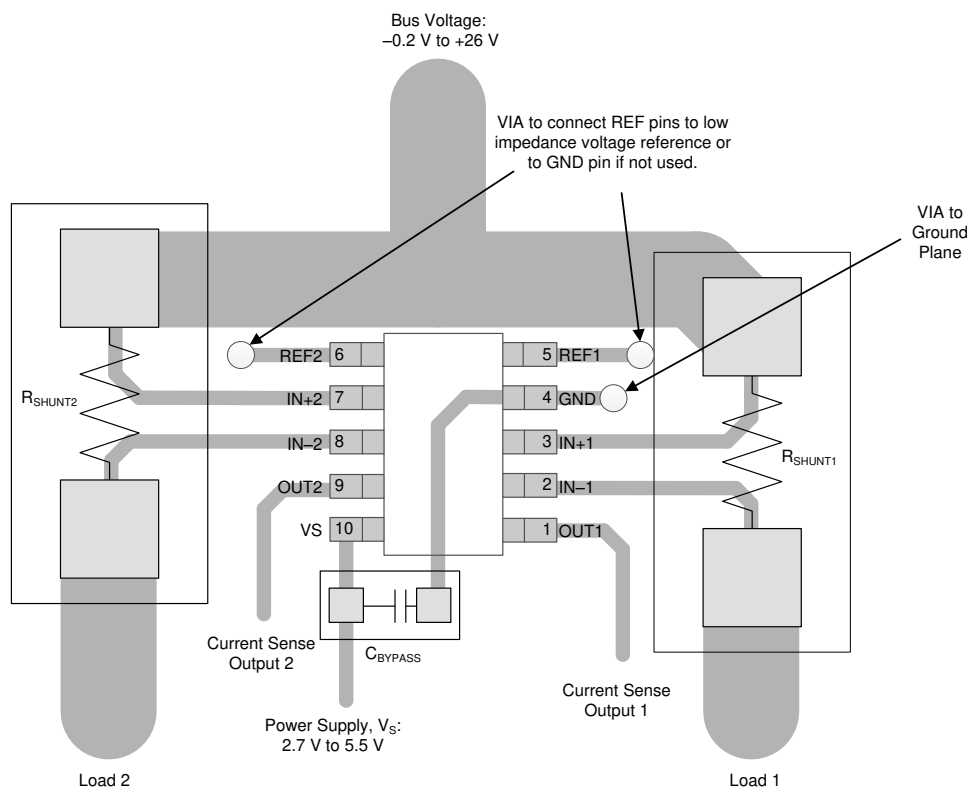 Bus Voltage:
–0.2 V to +26 V
VIA to connect REF pins to low
impedance voltage reference or
to GND pin if not used.
VIA to
Ground
Plane
REF2 6
5 REF1
RSHUNT2
IN+2 7
4 GND
IN–2 8
3 IN+1
RSHUNT1
OUT2 9
2 IN–1
VS 10
1 OUT1
CBYPASS
Current Sense
Output 2
Current Sense
Output 1
Power Supply, VS:
2.7 V to 5.5 V
Load 2
Load 1